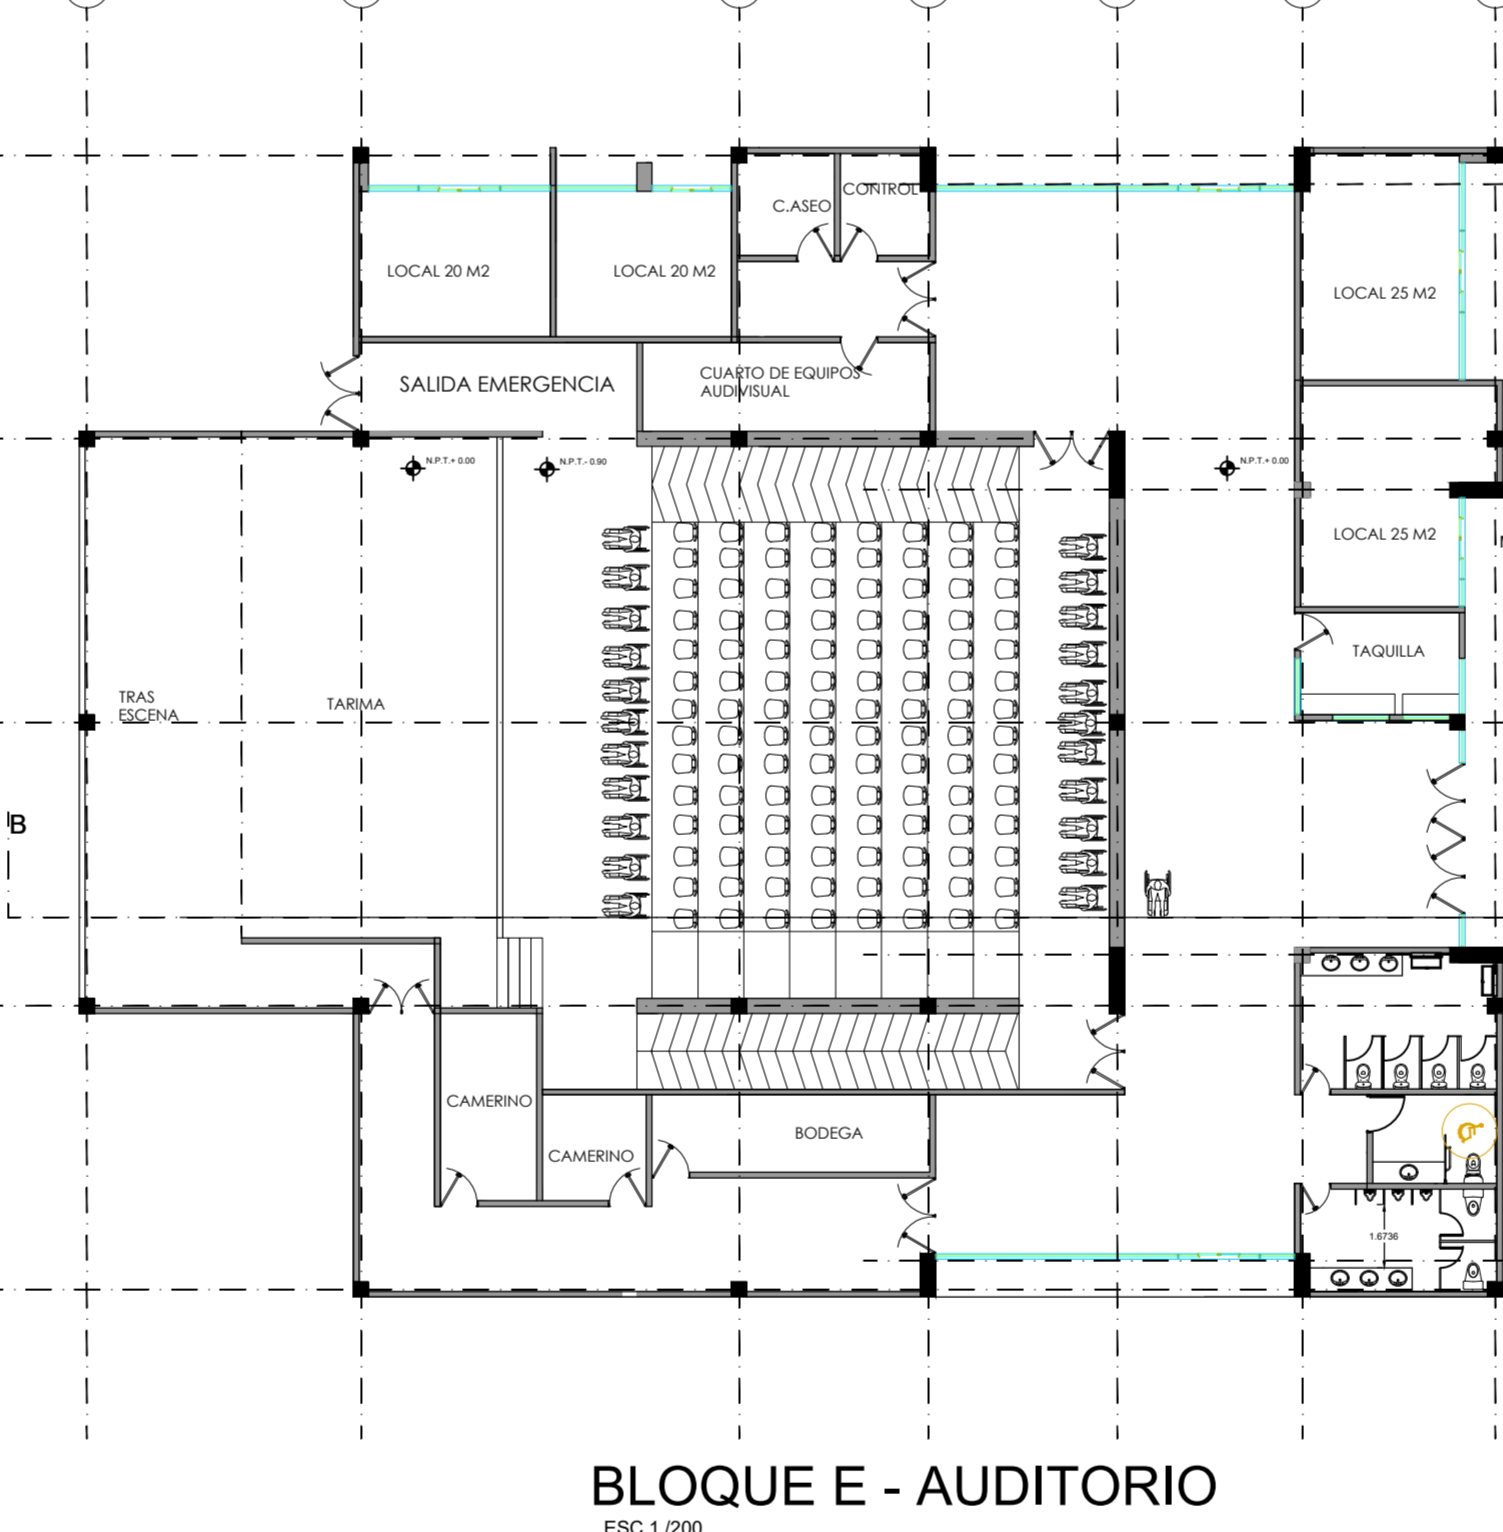 CONTROL
C.ASEO
LOCAL 20 M2
LOCAL 20 M2
LOCAL 25 M2
SALIDA EMERGENCIA
CUARTO DE EQUIPOS
AUDIVISUAL
N.P.T.+ 0.00
N.P.T.- 0.90
N.P.T.+ 0.00
LOCAL 25 M2
TAQUILLA
TRAS
ESCENA
TARIMA
B
CAMERINO
CAMERINO
BODEGA
1.6736
BLOQUE E - AUDITORIO
ESC 1 /200